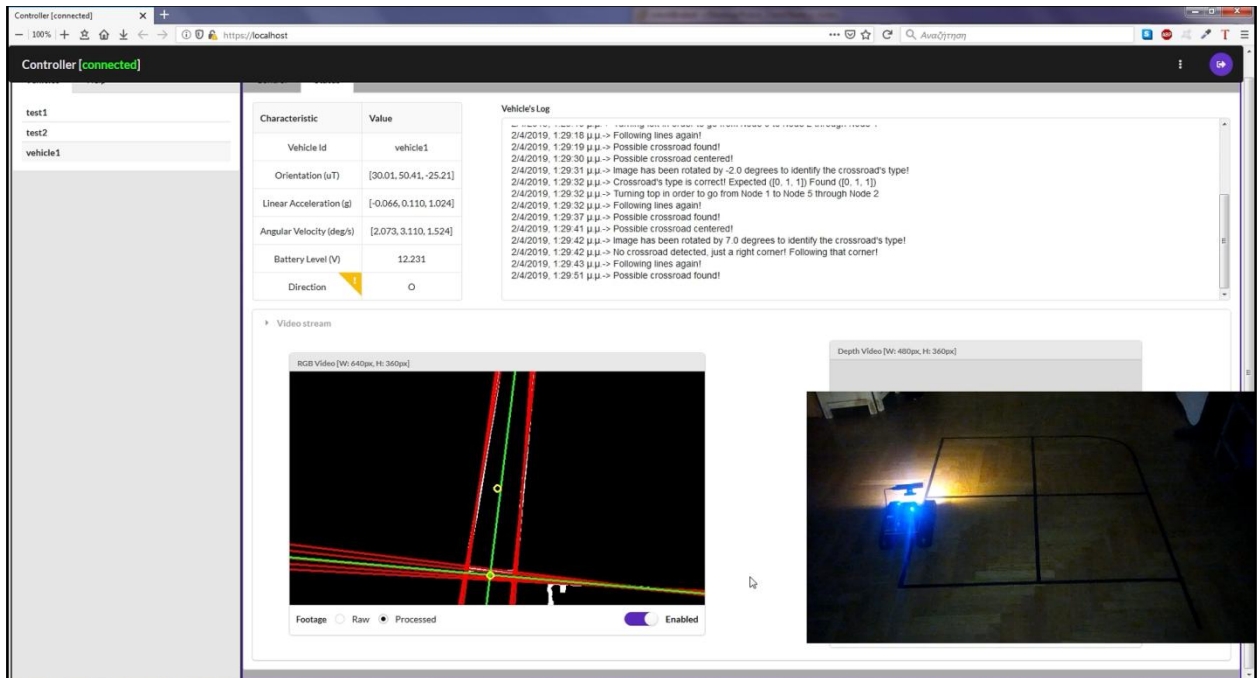 Controller [connected]
100%
https://localhost
Αναζήτηση
Controller [connected]
Help
Status
test1
test2
vehicle1
Characteristic Value
Vehicle Id vehicle1
Orientation (uT) [30.01, 50.41, -25.21]
Linear Acceleration (g) [-0.066, 0.110, 1.024]
Angular Velocity (deg/s) [2.073, 3.110, 1.524]
Battery Level (V) 12.231
Direction O
Vehicle's Log
2/4/2019, 1:29:18 μ.μ.-> Following lines again!
2/4/2019, 1:29:19 μ.μ.-> Possible crossroad found!
2/4/2019, 1:29:30 μ.μ.-> Possible crossroad centered!
2/4/2019, 1:29:31 μ.μ.-> Image has been rotated by -2.0 degrees to identify the crossroad's type!
2/4/2019, 1:29:32 μ.μ.-> Crossroad's type is correct! Expected ([0, 1, 1]) Found ([0, 1, 1])
2/4/2019, 1:29:32 μ.μ.-> Turning top in order to go from Node 1 to Node 5 through Node 2
2/4/2019, 1:29:32 μ.μ.-> Following lines again!
2/4/2019, 1:29:37 μ.μ.-> Possible crossroad found!
2/4/2019, 1:29:41 μ.μ.-> Possible crossroad centered!
2/4/2019, 1:29:42 μ.μ.-> Image has been rotated by 7.0 degrees to identify the crossroad's type!
2/4/2019, 1:29:42 μ.μ.-> No crossroad detected, just a right corner! Following that corner!
2/4/2019, 1:29:43 μ.μ.-> Following lines again!
2/4/2019, 1:29:51 μ.μ.-> Possible crossroad found!
Video stream
RGB Video [W: 640px, H: 360px]
Depth Video [W: 480px, H: 360px]
Footage Raw Processed Enabled